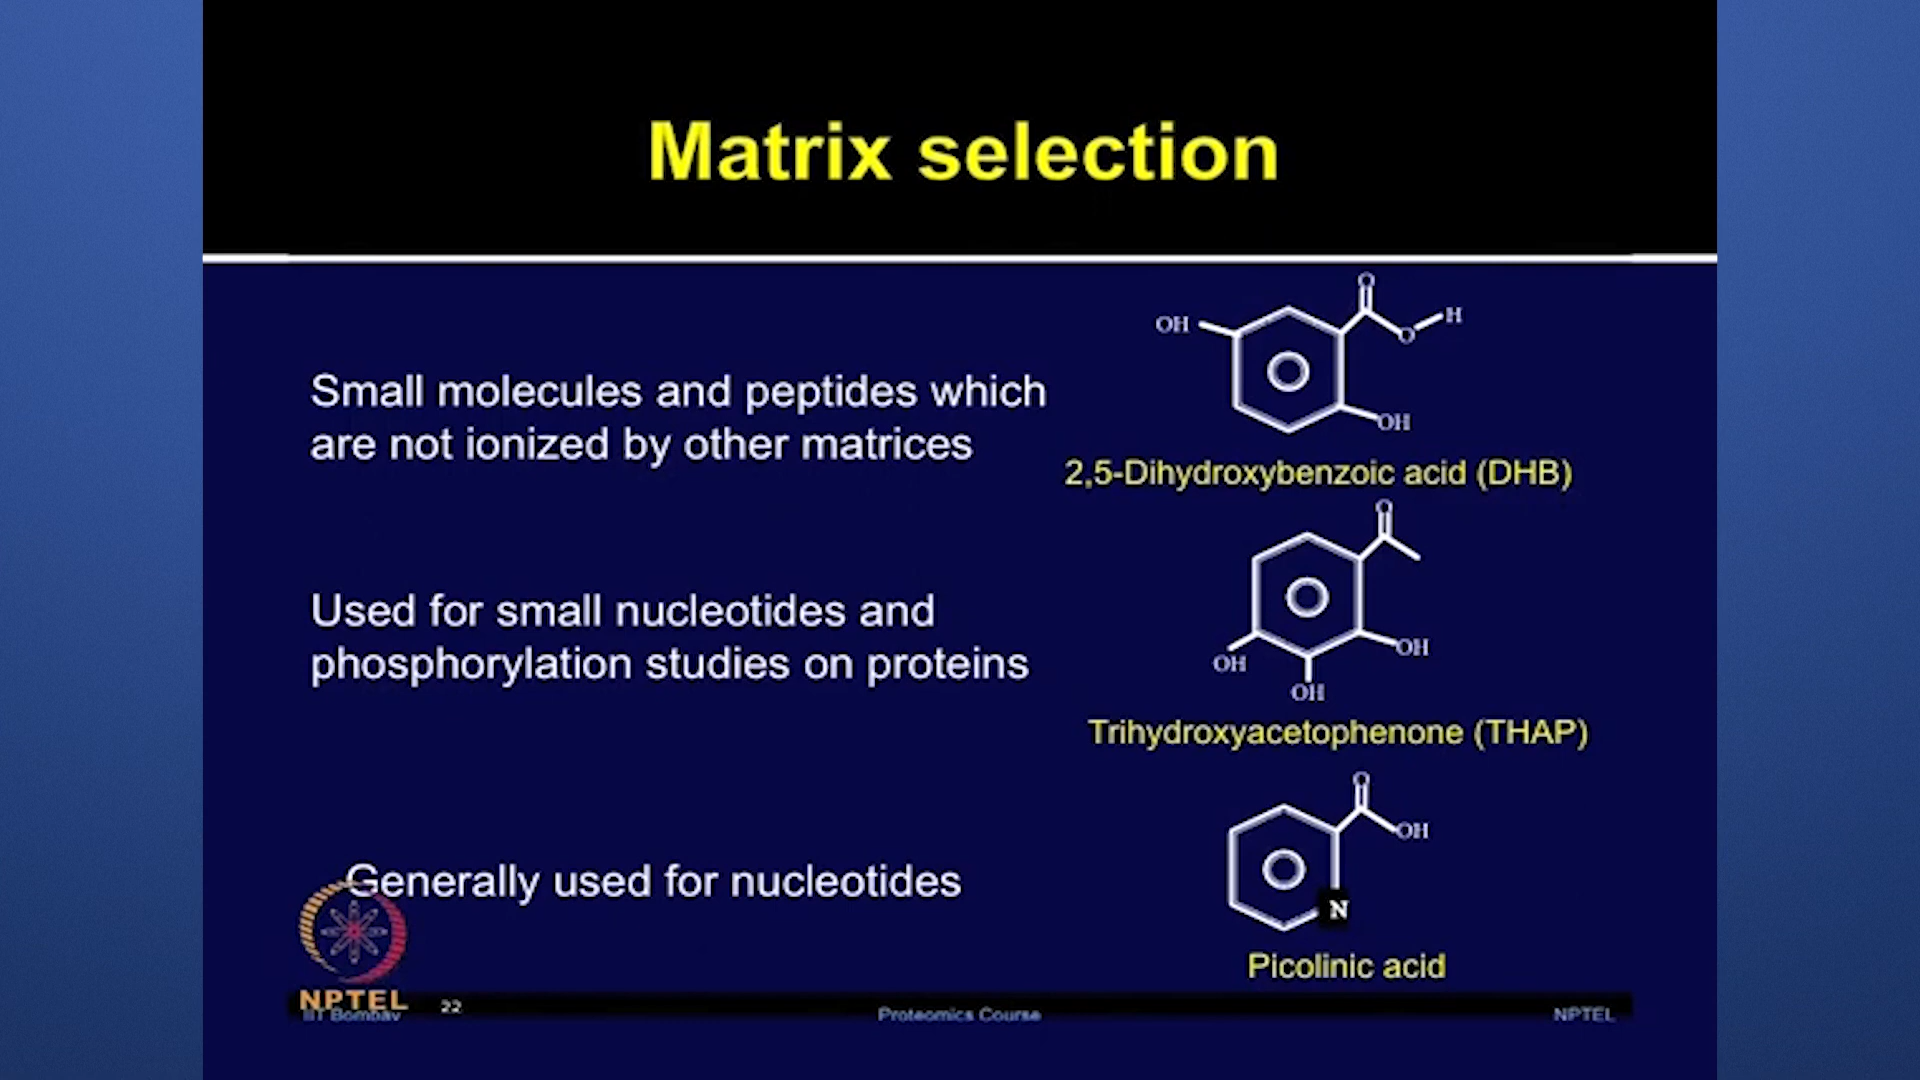 Matrix selection
Small molecules and peptides which
are not ionized by other matrices
O
OH
O
H
OH
2,5-Dihydroxybenzoic acid (DHB)
Used for small nucleotides and
phosphorylation studies on proteins
O
OH
OH
OH
Trihydroxyacetophenone (THAP)
Generally used for nucleotides
O
OH
N
Picolinic acid
NPTEL
IIT Bombay
22
Proteomics Course
NPTEL